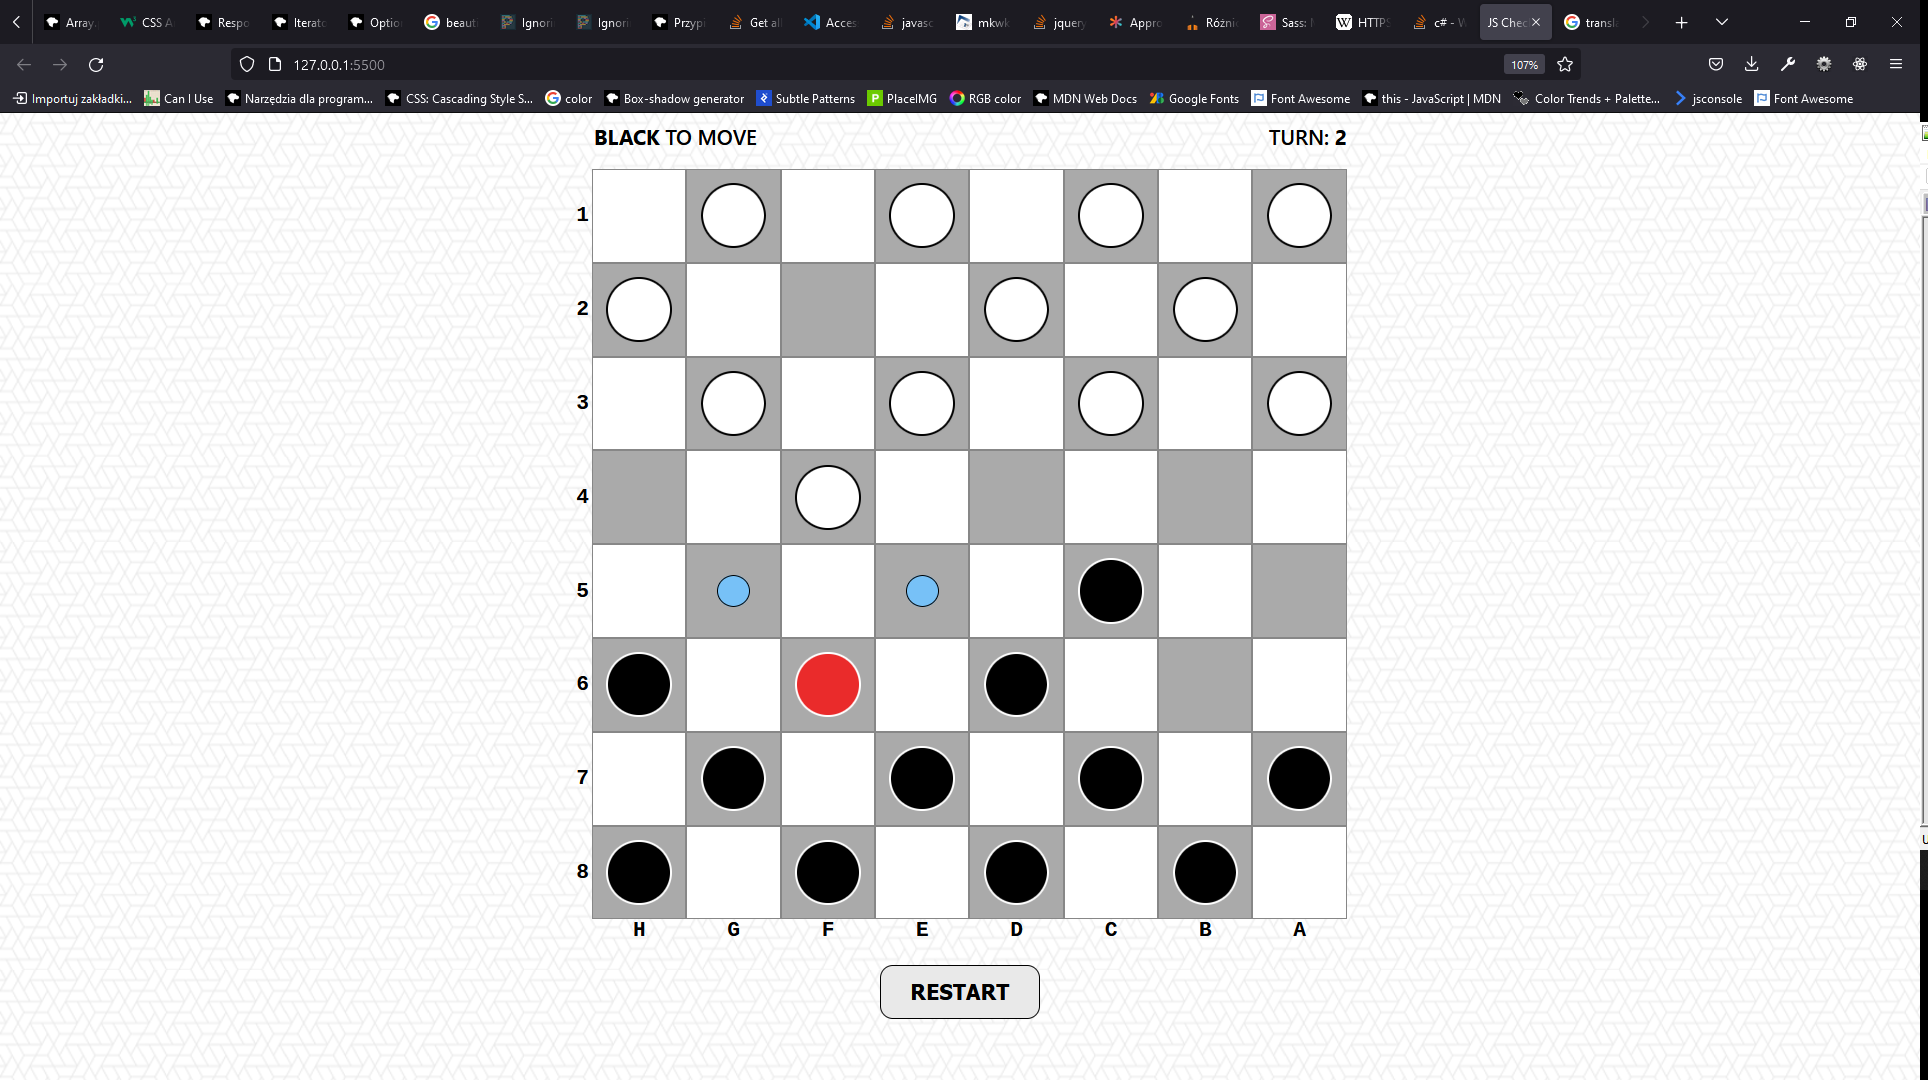 Array
CSS A
Respo
Iterato
Option
beauti
Ignori
Ignori
Przypi
Get all
Acces
javasc
mkwk
jquery
Appro
Różni
Sass:
HTTPS
c# - W
JS Chec
transla
127.0.0.1:5500
107%
Importuj zakładki...
Can I Use
Narzędzia dla program...
CSS: Cascading Style S...
color
Box-shadow generator
Subtle Patterns
PlaceIMG
RGB color
MDN Web Docs
Google Fonts
Font Awesome
this - JavaScript | MDN
Color Trends + Palette...
jsconsole
Font Awesome
BLACK TO MOVE
TURN: 2
1
2
3
4
5
6
7
8
H G F E D C B A
RESTART